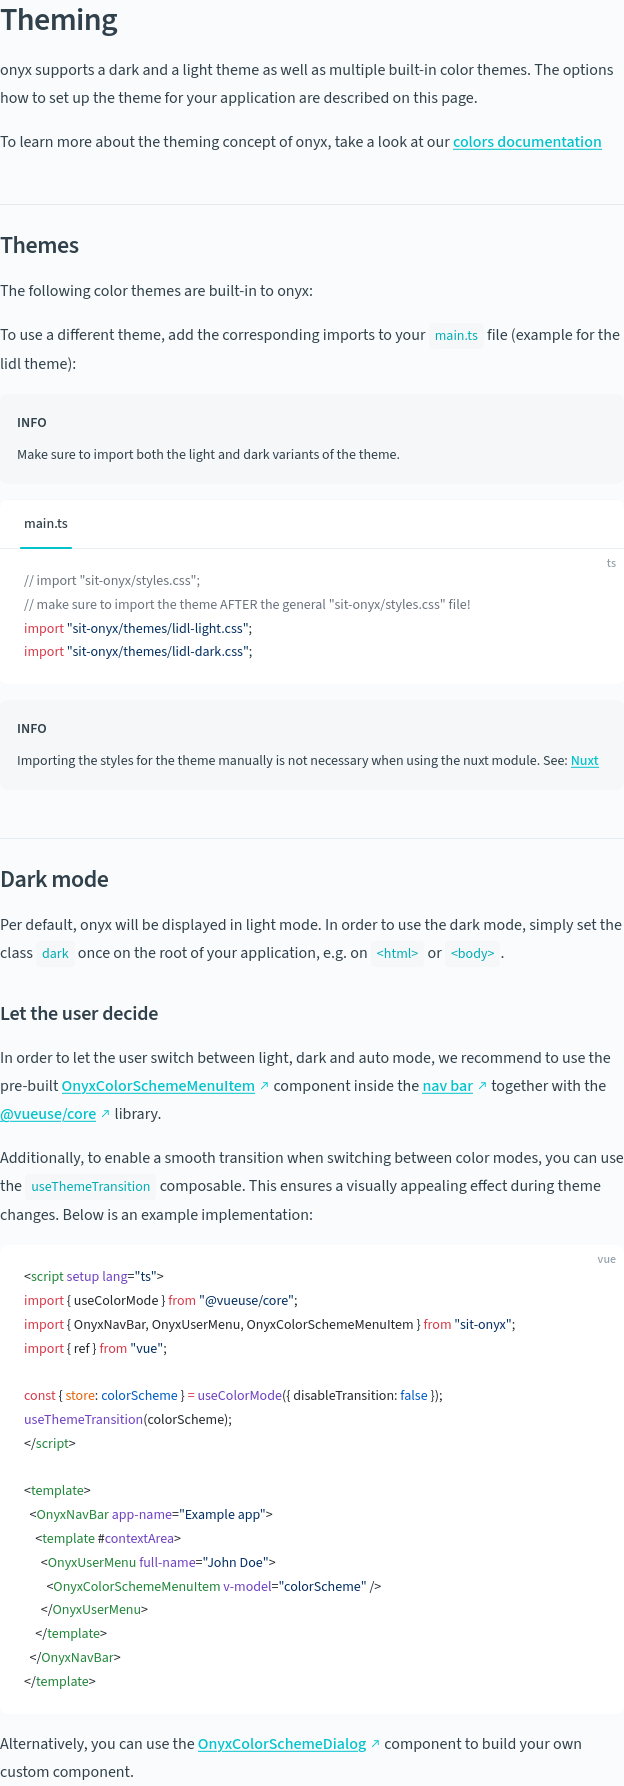 Theming
onyx supports a dark and a light theme as well as multiple built-in color themes. The options
how to set up the theme for your application are described on this page.
To learn more about the theming concept of onyx, take a look at our colors documentation
Themes
The following color themes are built-in to onyx:
To use a different theme, add the corresponding imports to your main.ts file (example for the
lidl theme):
INFO
Make sure to import both the light and dark variants of the theme.
main.ts
ts
// import "sit-onyx/styles.css";
// make sure to import the theme AFTER the general "sit-onyx/styles.css" file!
import "sit-onyx/themes/lidl-light.css";
import "sit-onyx/themes/lidl-dark.css";
INFO
Importing the styles for the theme manually is not necessary when using the nuxt module. See: Nuxt
Dark mode
Per default, onyx will be displayed in light mode. In order to use the dark mode, simply set the
class dark once on the root of your application, e.g. on <html> or <body> .
Let the user decide
In order to let the user switch between light, dark and auto mode, we recommend to use the
pre-built OnyxColorSchemeMenuItem ↗ component inside the nav bar ↗ together with the
@vueuse/core ↗ library.
Additionally, to enable a smooth transition when switching between color modes, you can use
the useThemeTransition composable. This ensures a visually appealing effect during theme
changes. Below is an example implementation:
vue
<script setup lang="ts">
import { useColorMode } from "@vueuse/core";
import { OnyxNavBar, OnyxUserMenu, OnyxColorSchemeMenuItem } from "sit-onyx";
import { ref } from "vue";
const { store: colorScheme } = useColorMode({ disableTransition: false });
useThemeTransition(colorScheme);
</script>
<template>
<OnyxNavBar app-name="Example app">
<template #contextArea>
<OnyxUserMenu full-name="John Doe">
<OnyxColorSchemeMenuItem v-model="colorScheme" />
</OnyxUserMenu>
</template>
</OnyxNavBar>
</template>
Alternatively, you can use the OnyxColorSchemeDialog ↗ component to build your own
custom component.